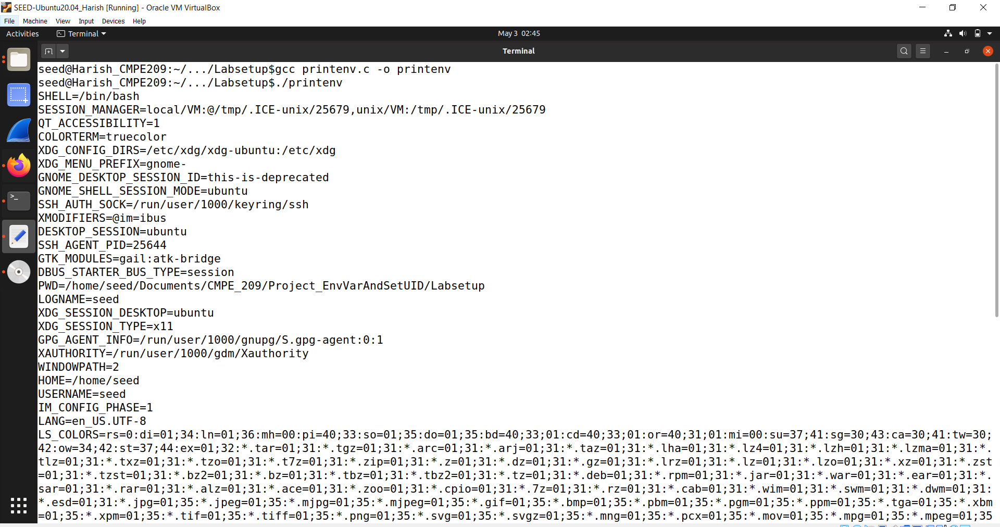 SEED-Ubuntu20.04_Harish [Running] - Oracle VM VirtualBox
File Machine View Input Devices Help
Activities Terminal May 3 02:45
Terminal
seed@Harish_CMPE209:~/.../Labsetup$gcc printenv.c -o printenv
seed@Harish_CMPE209:~/.../Labsetup$./printenv
SHELL=/bin/bash
SESSION_MANAGER=local/VM:@/tmp/.ICE-unix/25679,unix/VM:/tmp/.ICE-unix/25679
QT_ACCESSIBILITY=1
COLORTERM=truecolor
XDG_CONFIG_DIRS=/etc/xdg/xdg-ubuntu:/etc/xdg
XDG_MENU_PREFIX=gnome-
GNOME_DESKTOP_SESSION_ID=this-is-deprecated
GNOME_SHELL_SESSION_MODE=ubuntu
SSH_AUTH_SOCK=/run/user/1000/keyring/ssh
XMODIFIERS=@im=ibus
DESKTOP_SESSION=ubuntu
SSH_AGENT_PID=25644
GTK_MODULES=gail:atk-bridge
DBUS_STARTER_BUS_TYPE=session
PWD=/home/seed/Documents/CMPE_209/Project_EnvVarAndSetUID/Labsetup
LOGNAME=seed
XDG_SESSION_DESKTOP=ubuntu
XDG_SESSION_TYPE=x11
GPG_AGENT_INFO=/run/user/1000/gnupg/S.gpg-agent:0:1
XAUTHORITY=/run/user/1000/gdm/Xauthority
WINDOWPATH=2
HOME=/home/seed
USERNAME=seed
IM_CONFIG_PHASE=1
LANG=en_US.UTF-8
LS_COLORS=rs=0:di=01;34:ln=01;36:mh=00:pi=40;33:so=01;35:do=01;35:bd=40;33;01:cd=40;33;01:or=40;31;01:mi=00:su=37;41:sg=30;43:ca=30;41:tw=30;
42:ow=34;42:st=37;44:ex=01;32:*.tar=01;31:*.tgz=01;31:*.arc=01;31:*.arj=01;31:*.taz=01;31:*.lha=01;31:*.lz4=01;31:*.lzh=01;31:*.lzma=01;31:*.
tlz=01;31:*.txz=01;31:*.tzo=01;31:*.t7z=01;31:*.zip=01;31:*.z=01;31:*.dz=01;31:*.gz=01;31:*.lrz=01;31:*.lz=01;31:*.lzo=01;31:*.xz=01;31:*.zst
=01;31:*.tzst=01;31:*.bz2=01;31:*.bz=01;31:*.tbz=01;31:*.tbz2=01;31:*.tz=01;31:*.deb=01;31:*.rpm=01;31:*.jar=01;31:*.war=01;31:*.ear=01;31:*.
sar=01;31:*.rar=01;31:*.alz=01;31:*.ace=01;31:*.zoo=01;31:*.cpio=01;31:*.7z=01;31:*.rz=01;31:*.cab=01;31:*.wim=01;31:*.swm=01;31:*.dwm=01;31:
*.esd=01;31:*.jpg=01;35:*.jpeg=01;35:*.mjpg=01;35:*.mjpeg=01;35:*.gif=01;35:*.bmp=01;35:*.pbm=01;35:*.pgm=01;35:*.ppm=01;35:*.tga=01;35:*.xbm
=01;35:*.xpm=01;35:*.tif=01;35:*.tiff=01;35:*.png=01;35:*.svg=01;35:*.svgz=01;35:*.mng=01;35:*.pcx=01;35:*.mov=01;35:*.mpg=01;35:*.mpeg=01;35